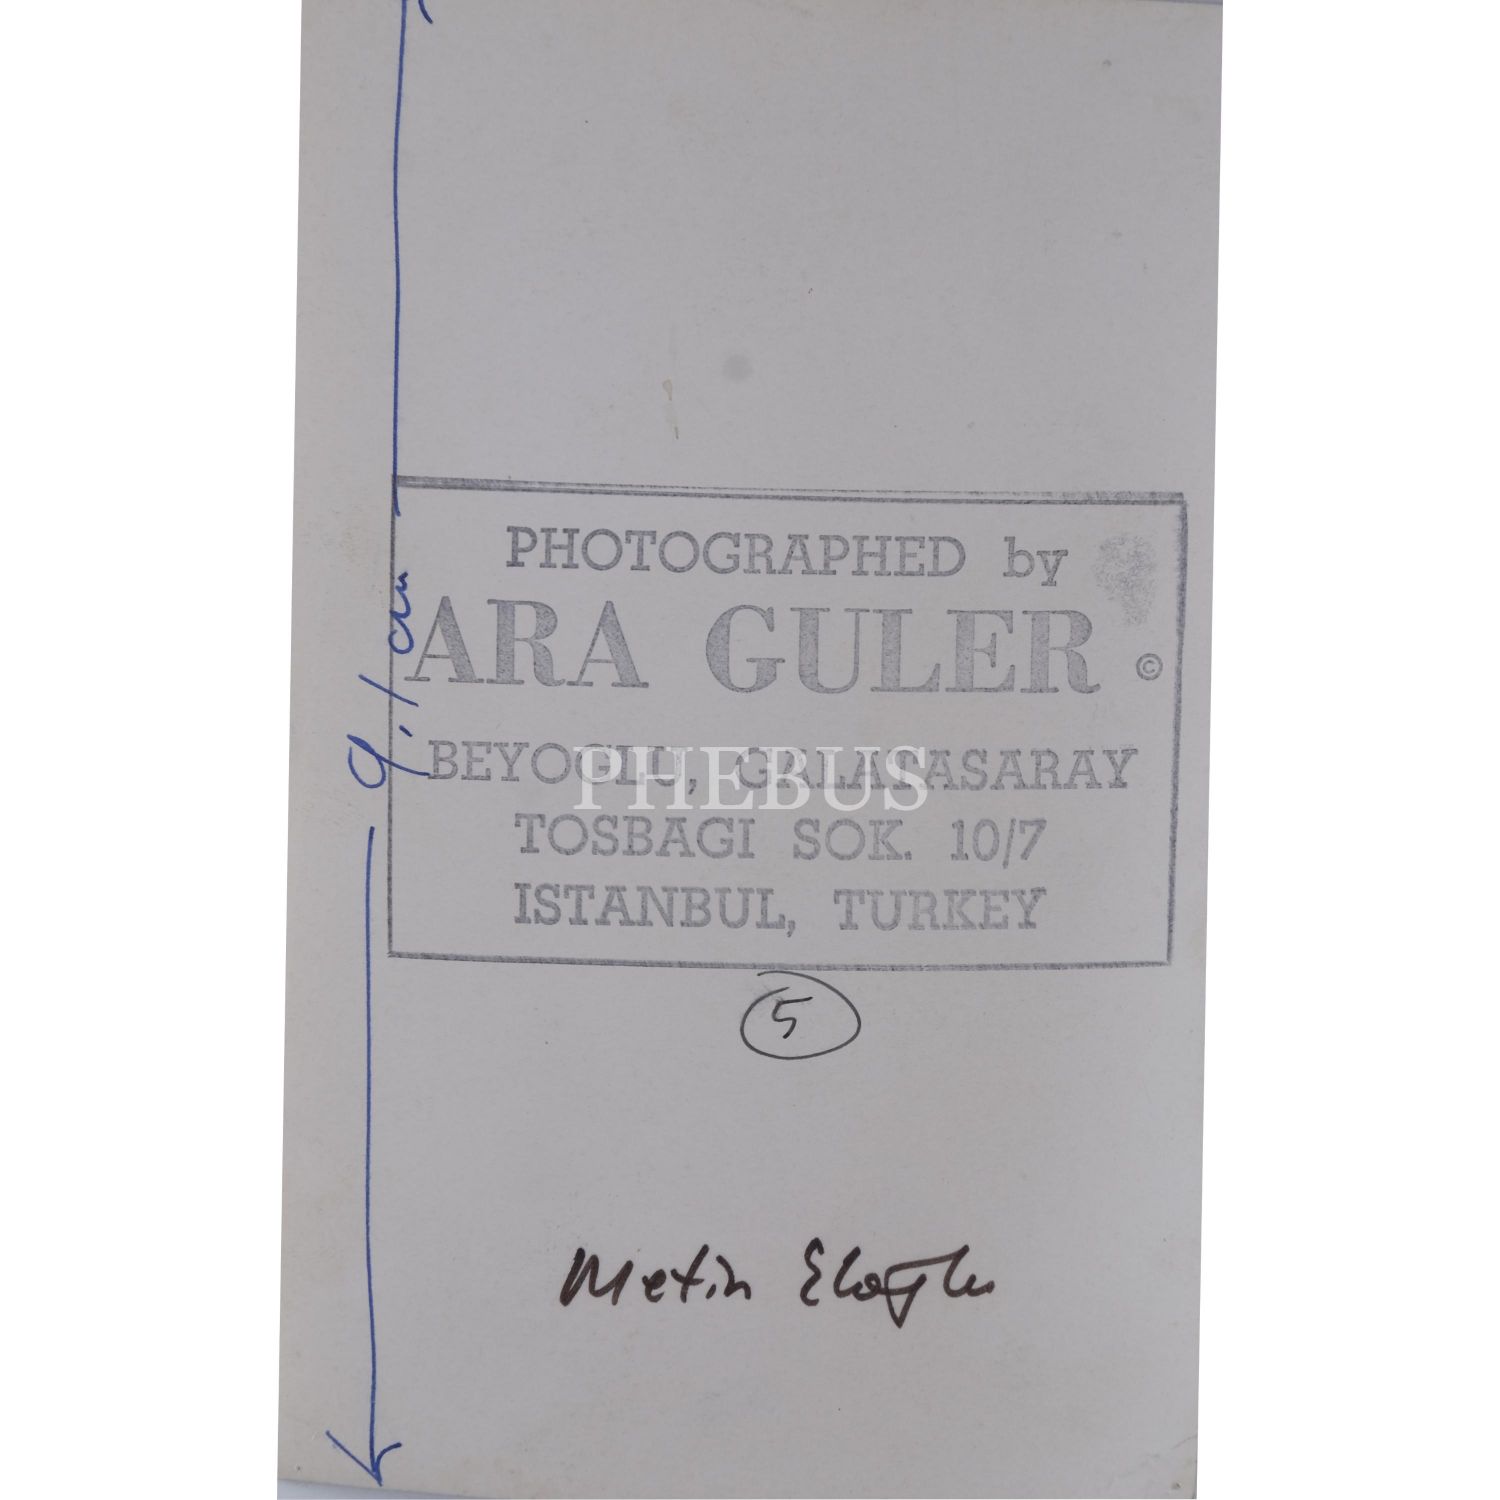 PHOTOGRAPHED by
ARA GULER ©
BEYOGLU, GALATASARAY
TOSBAGI SOK. 10/7
ISTANBUL, TURKEY
PHEBUS
9,1 cm
5
Metin Eloğlu